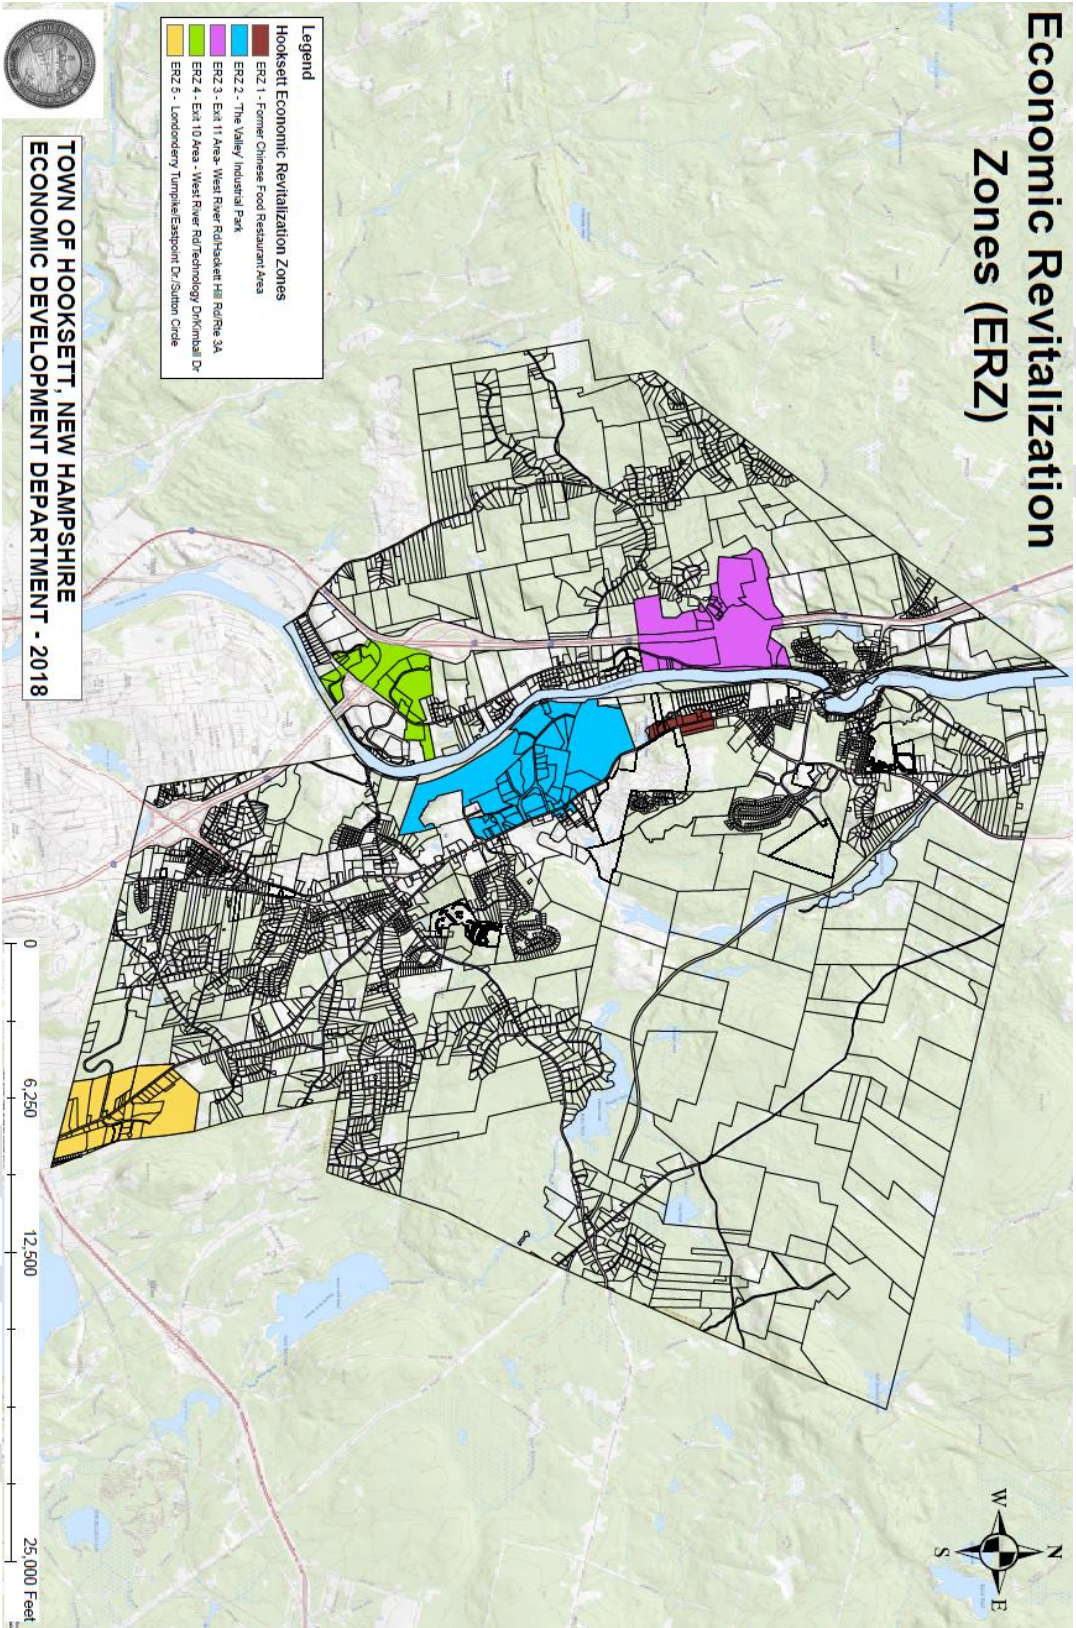 Economic Revitalization
Zones (ERZ)
N
W
E
S
Legend
Hooksett Economic Revitalization Zones
ERZ 1 - Former Chinese Food Restaurant Area
ERZ 2 - 'The Valley' Industrial Park
ERZ 3 - Exit 11 Area- West River Rd/Hackett Hill Rd/Rte 3A
ERZ 4 - Exit 10 Area - West River Rd/Technology Dr/Kimball Dr
ERZ 5 - Londonderry Turnpike/Eastpoint Dr./Sutton Circle
TOWN OF HOOKSETT, NEW HAMPSHIRE
ECONOMIC DEVELOPMENT DEPARTMENT - 2018
0 6,250 12,500 25,000 Feet